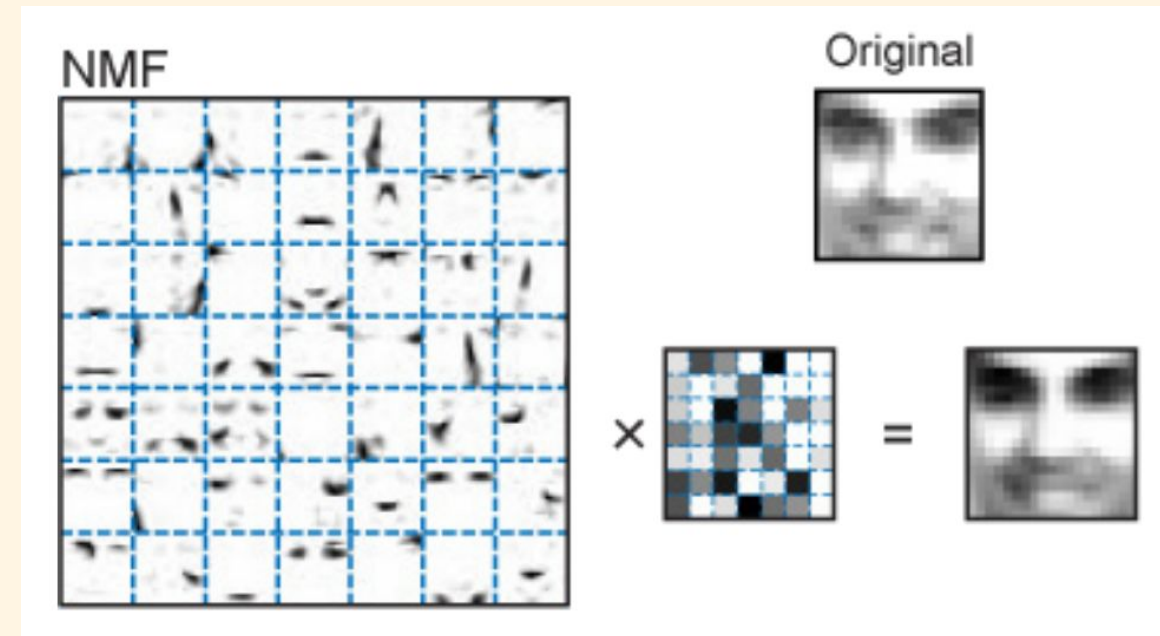 NMF
Original
× =